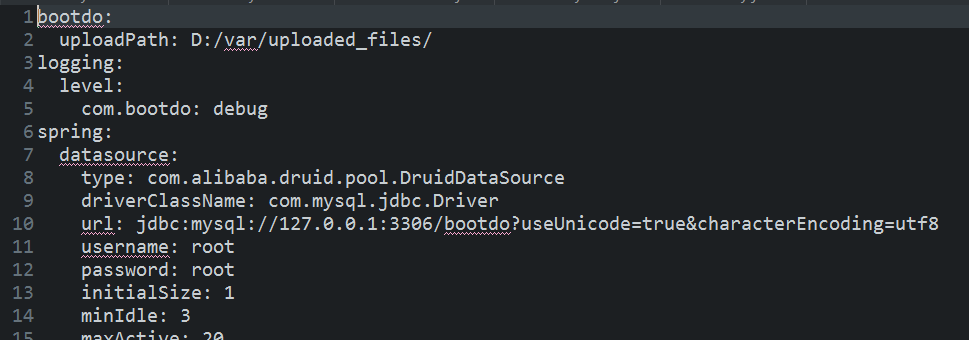 1 bootdo:
2 uploadPath: D:/var/uploaded_files/
3 logging:
4 level:
5 com.bootdo: debug
6 spring:
7 datasource:
8 type: com.alibaba.druid.pool.DruidDataSource
9 driverClassName: com.mysql.jdbc.Driver
10 url: jdbc:mysql://127.0.0.1:3306/bootdo?useUnicode=true&characterEncoding=utf8
11 username: root
12 password: root
13 initialSize: 1
14 minIdle: 3
15 maxActive: 20